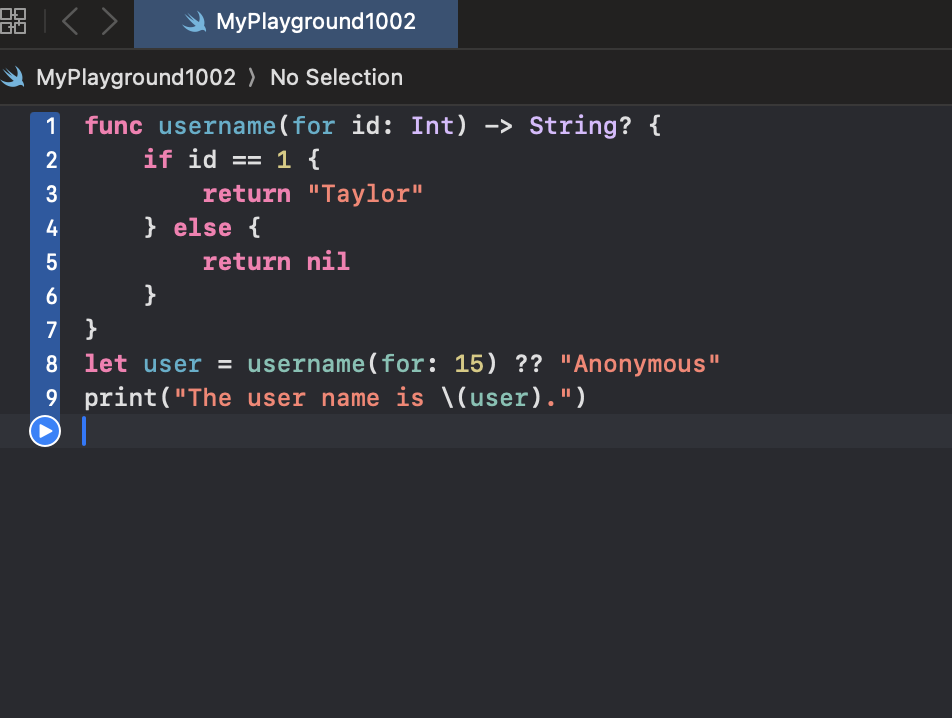 MyPlayground1002
MyPlayground1002 〉 No Selection
1 func username(for id: Int) -> String? {
2     if id == 1 {
3         return "Taylor"
4     } else {
5         return nil
6     }
7 }
8 let user = username(for: 15) ?? "Anonymous"
9 print("The user name is \(user).")